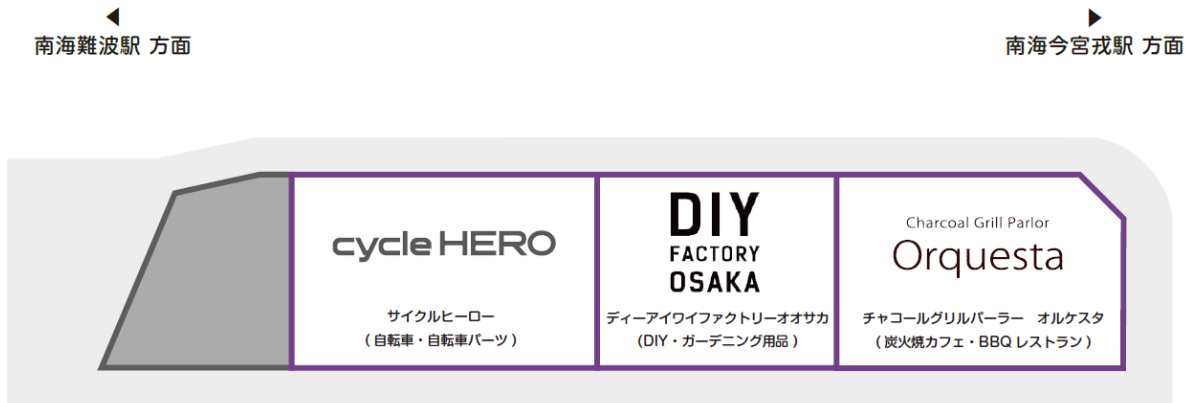 ◀
南海難波駅 方面
▶
南海今宮戎駅 方面
cycle HERO
サイクルヒーロー
( 自転車・自転車パーツ )
DIY
FACTORY
OSAKA
ディーアイワイファクトリーオオサカ
(DIY・ガーデニング用品 )
Charcoal Grill Parlor
Orquesta
チャコールグリルパーラー　オルケスタ
( 炭火焼カフェ・BBQ レストラン )